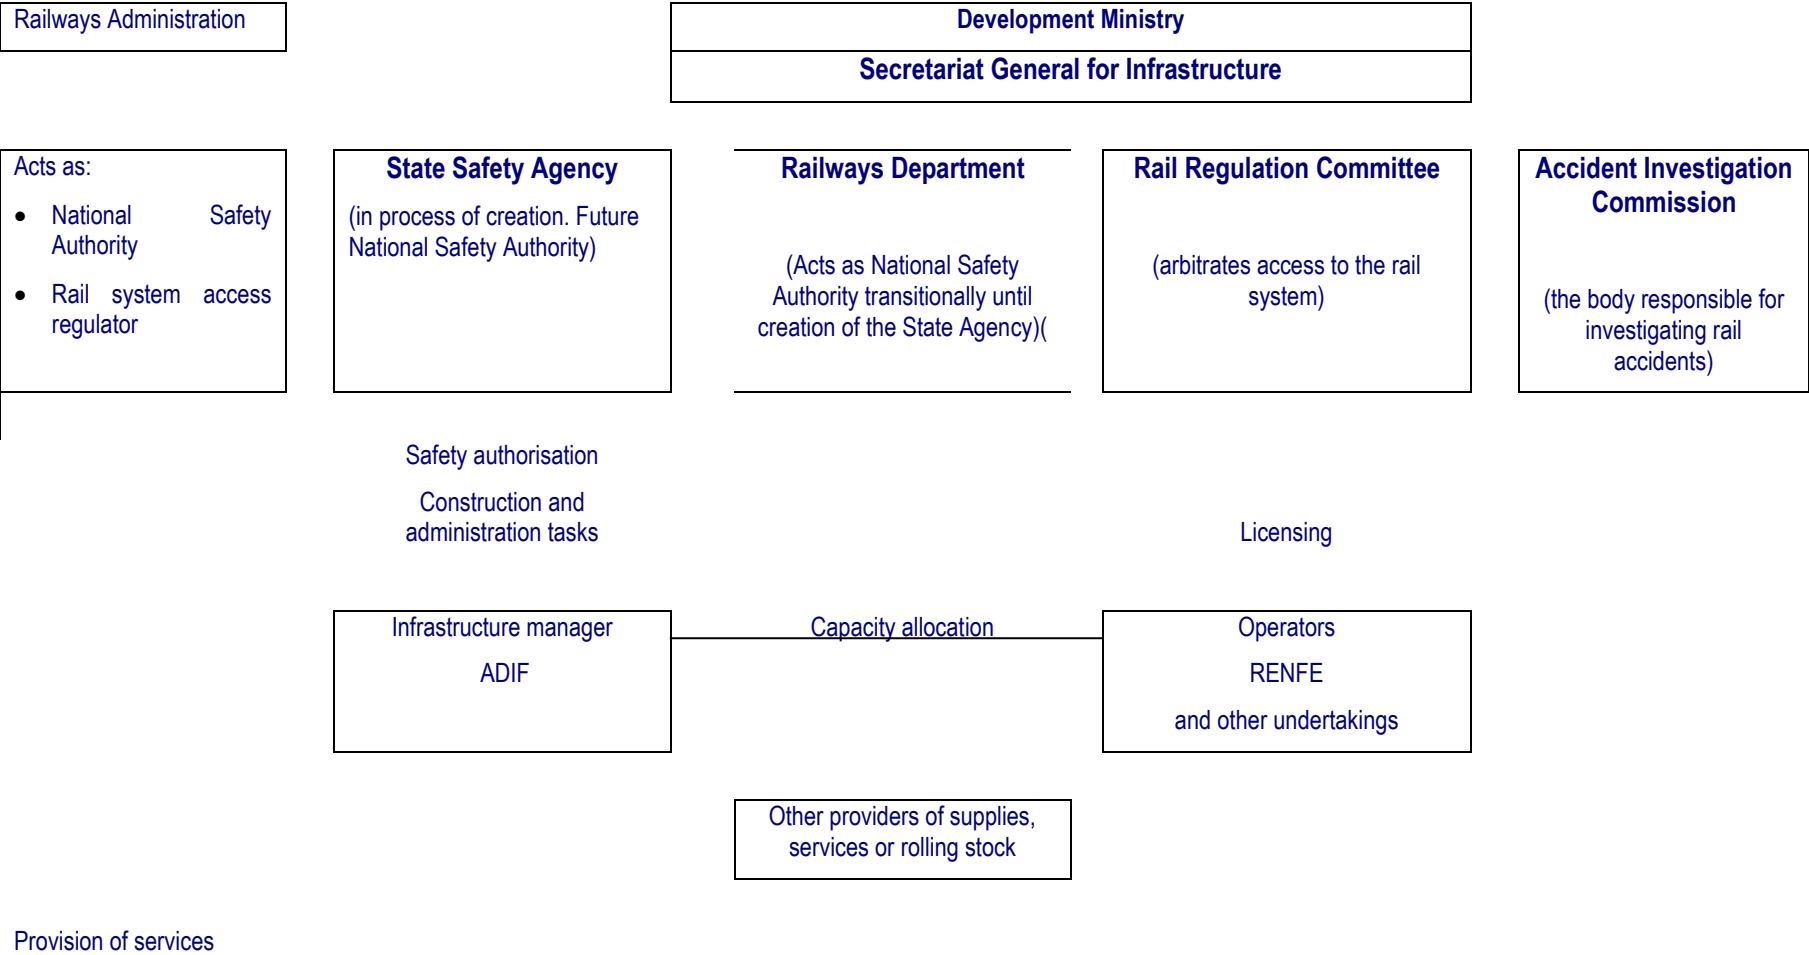 Railways Administration
Development Ministry
Secretariat General for Infrastructure
Acts as:
• National Safety
Authority
• Rail system access
regulator
State Safety Agency
(in process of creation. Future
National Safety Authority)
Railways Department
(Acts as National Safety
Authority transitionally until
creation of the State Agency)(
Rail Regulation Committee
(arbitrates access to the rail
system)
Accident Investigation
Commission
(the body responsible for
investigating rail
accidents)
Safety authorisation
Construction and
administration tasks
Licensing
Infrastructure manager
ADIF
Capacity allocation
Operators
RENFE
and other undertakings
Other providers of supplies,
services or rolling stock
Provision of services